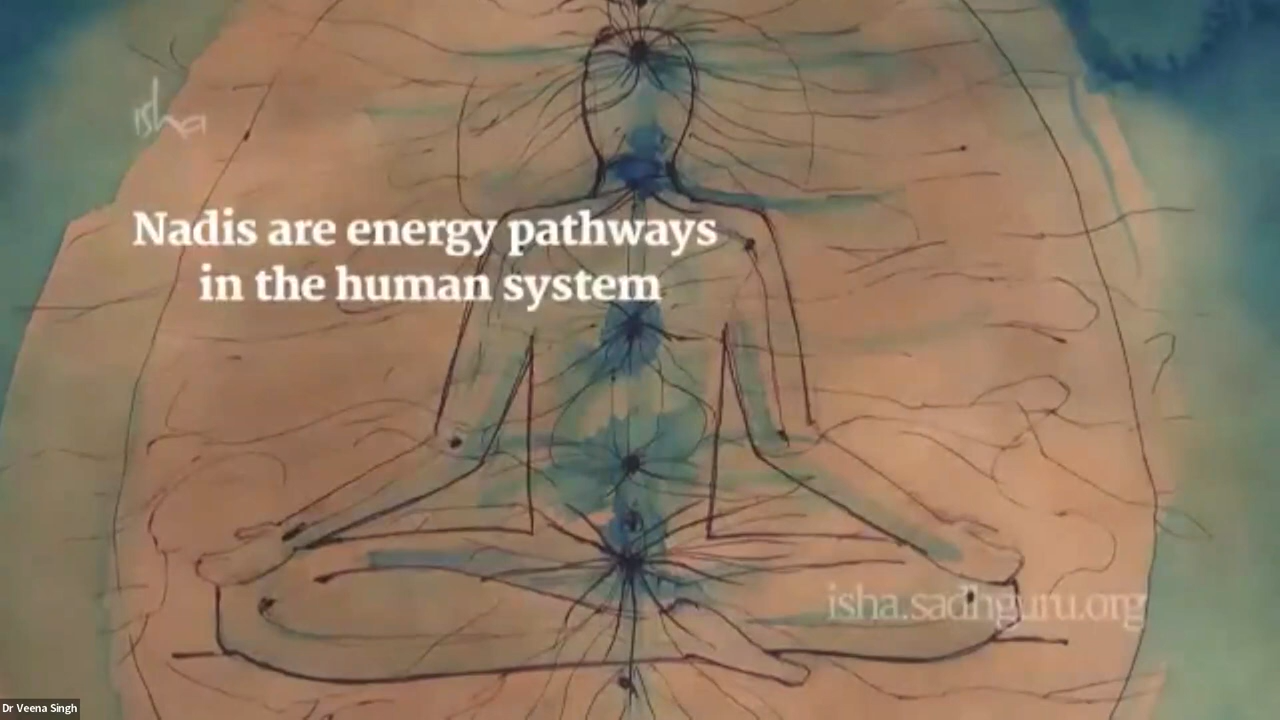 isha
Nadis are energy pathways
in the human system
isha.sadhguru.org
Dr Veena Singh